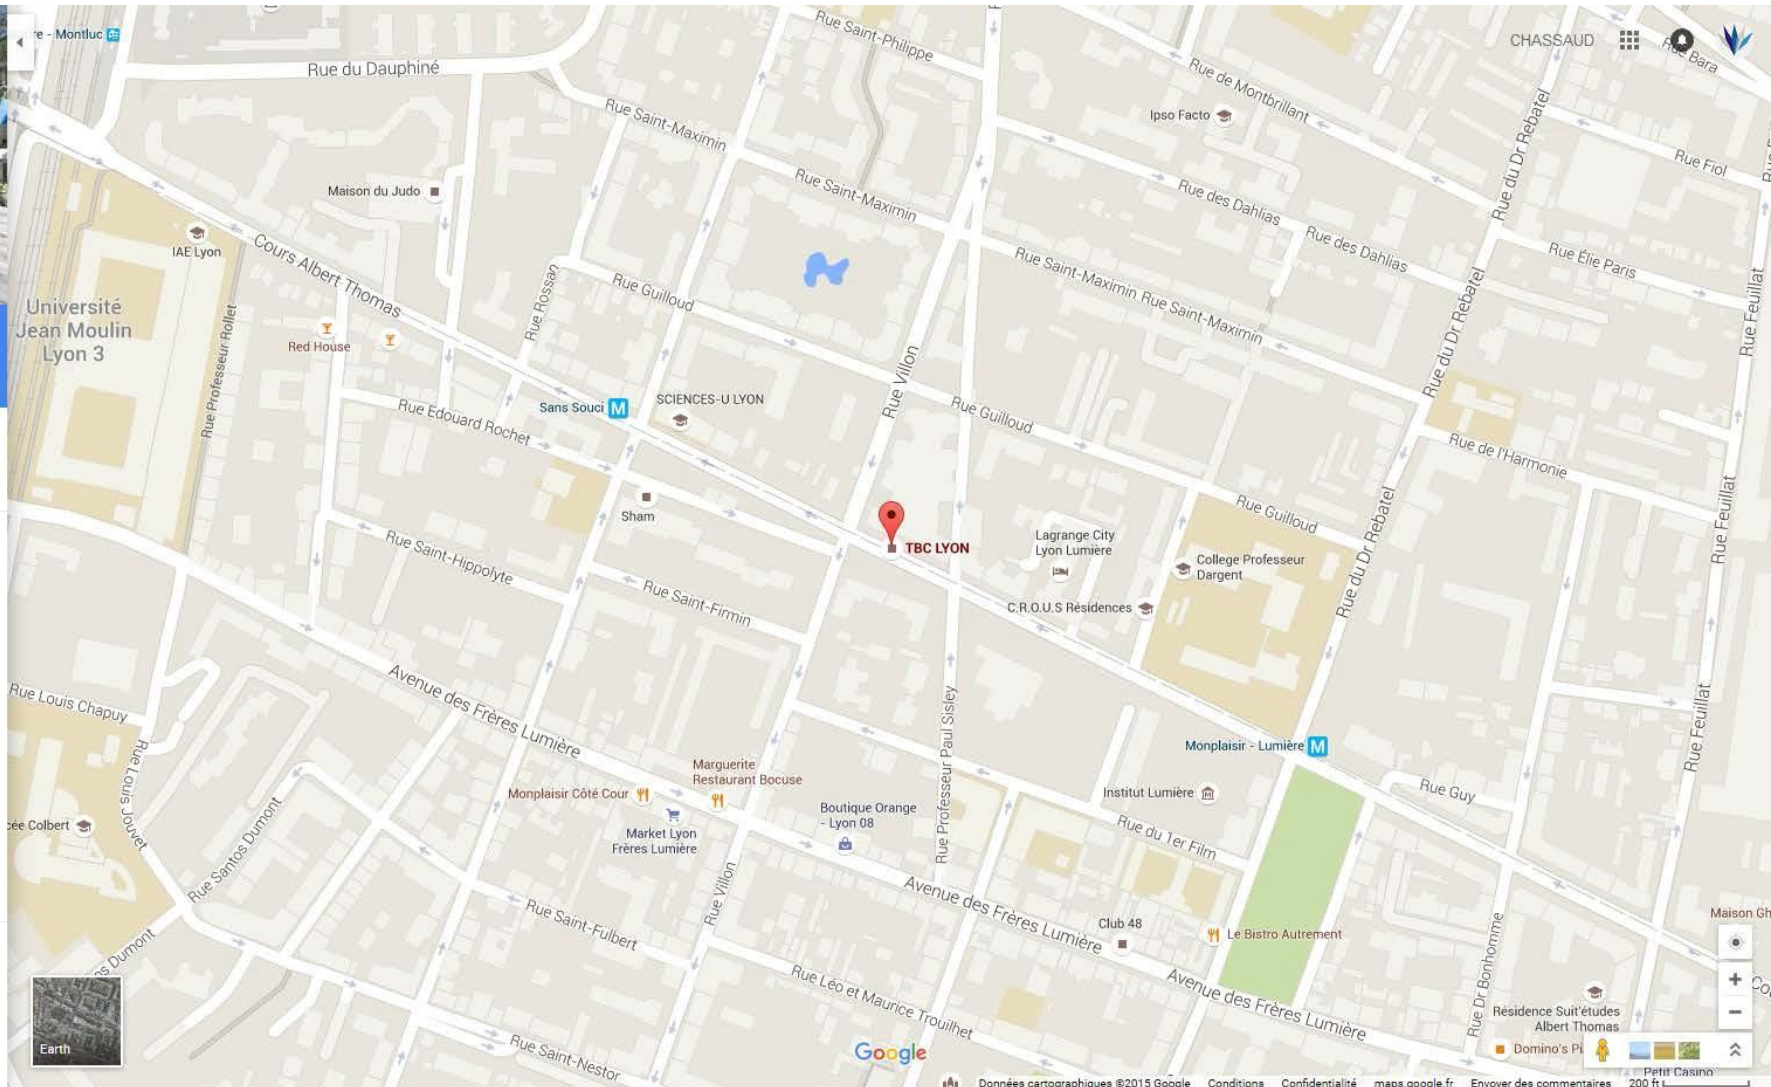 Rue Saint-Philippe
CHASSAUD
Rue Bara
e - Montluc
Rue du Dauphiné
Rue de Montbrillant
Ipso Facto
Rue du Dr Rebatel
Rue Saint-Maximin
Rue Fiol
Maison du Judo
Rue Saint-Maximin
Rue des Dahlias
Rue du Dr Rebatel
IAE Lyon
Cours Albert Thomas
Rue des Dahlias
Rue Élie Paris
Rue Saint-Maximin
Rue Saint-Maximin
Rue Guilloud
Rue Rossan
Rue du Dr Rebatel
Rue Feuillat
Université
Jean Moulin
Lyon 3
Red House
Rue Professeur Rollet
Rue Villon
Rue du Dr Rebatel
Sans Souci
M
SCIENCES-U LYON
Rue Edouard Rochet
Rue Guilloud
Rue de l'Harmonie
Sham
Rue Guilloud
Rue Feuillat
TBC LYON
Lagrange City
Lyon Lumière
College Professeur
Dargent
Rue du Dr Rebatel
Rue Saint-Hippolyte
Rue Saint-Firmin
C.R.O.U.S Résidences
Avenue des Frères Lumière
Rue Louis Chapuy
Rue Professeur Paul Sisley
Rue Feuillat
Monplaisir - Lumière
M
Marguerite
Restaurant Bocuse
Monplaisir Côté Cour
Institut Lumière
Rue Guy
Rue Louis Jouvet
Boutique Orange
- Lyon 08
cée Colbert
Market Lyon
Frères Lumière
Rue du 1er Film
Rue Santos Dumont
Rue Villon
Avenue des Frères Lumière
Rue Saint-Fulbert
Club 48
Le Bistro Autrement
Maison Gh
os Dumont
Rue Dr Bonhomme
Rue Léo et Maurice Trouilhet
Avenue des Frères Lumière
Résidence Suit'études
Albert Thomas
Earth
Rue Saint-Nestor
Google
Domino's Pi
Petit Casino
Données cartographiques ©2015 Google Conditions Confidentialité maps.google.fr Envoyer des commentaires 200 ft